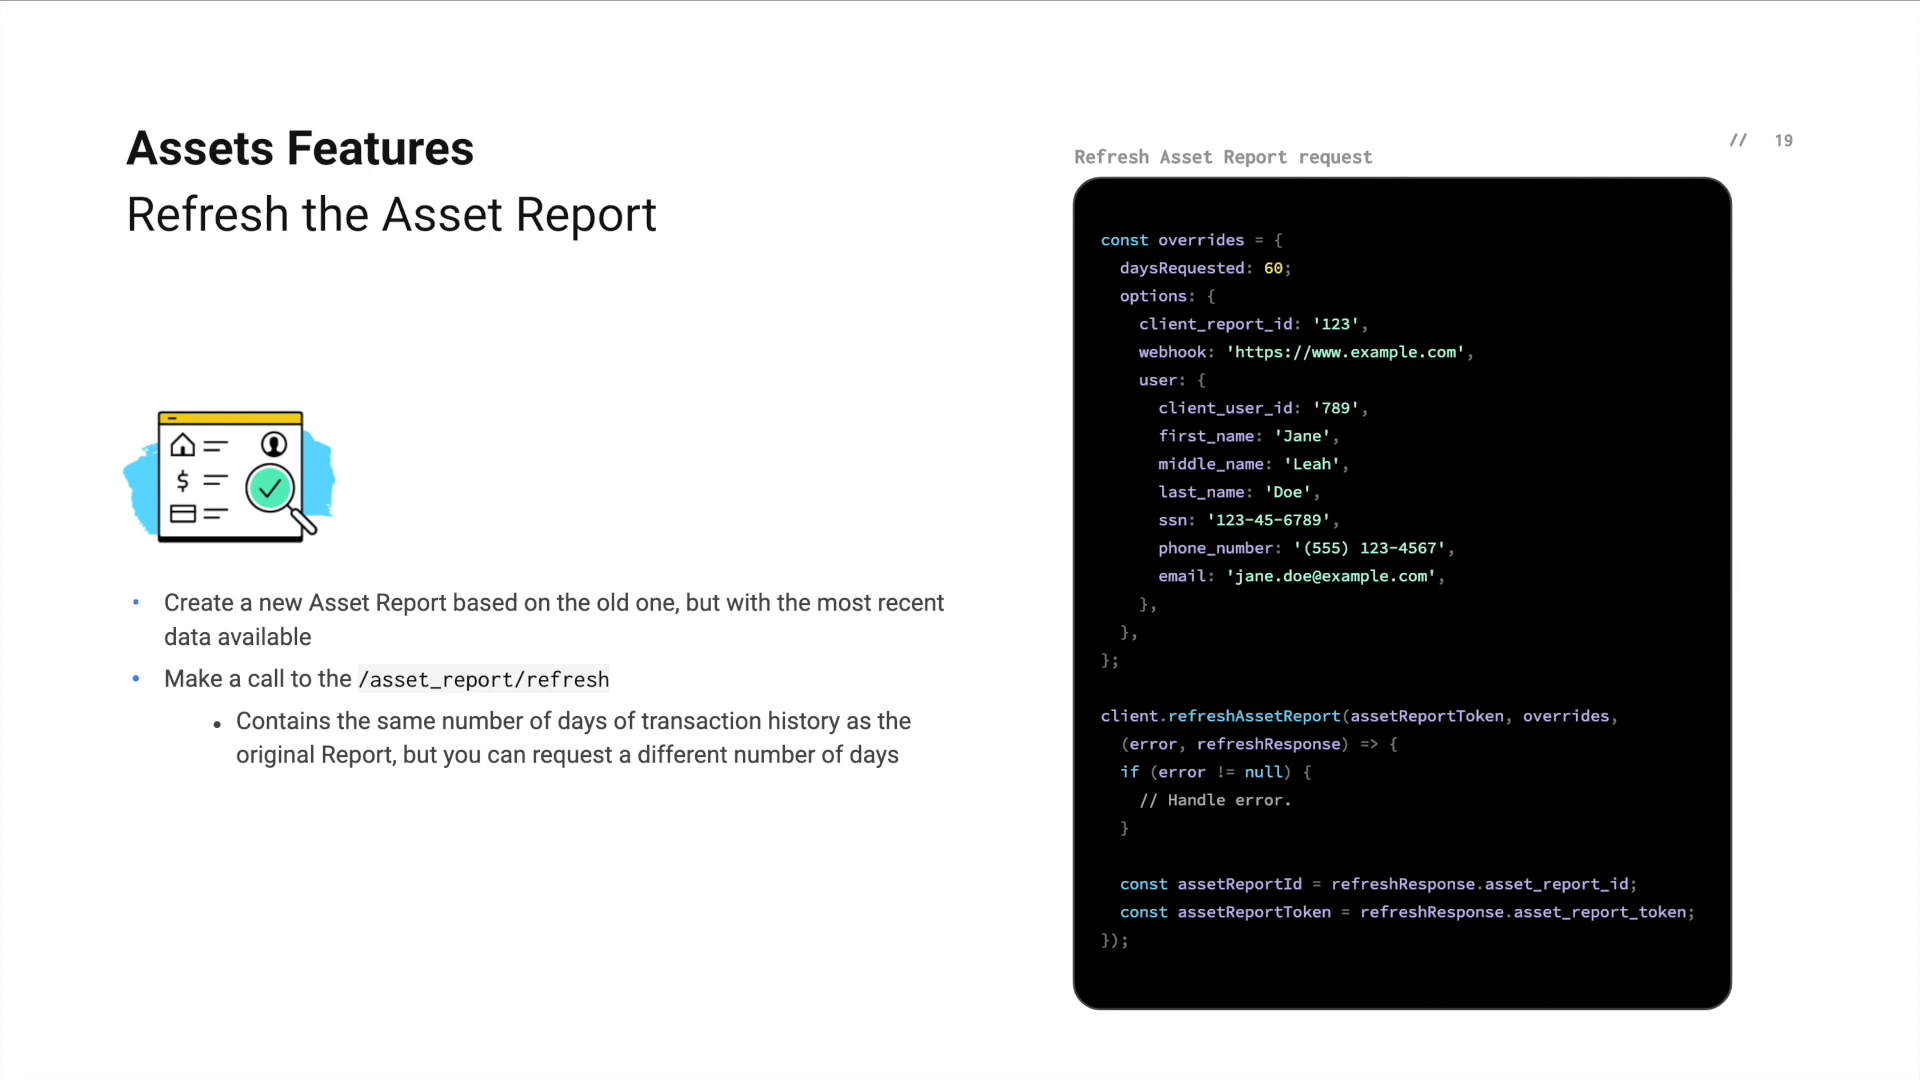 Assets Features
Refresh the Asset Report
// 19
Create a new Asset Report based on the old one, but with the most recent
data available
Make a call to the /asset_report/refresh
Contains the same number of days of transaction history as the
original Report, but you can request a different number of days
Refresh Asset Report request
const overrides = {
  daysRequested: 60;
  options: {
    client_report_id: '123',
    webhook: 'https://www.example.com',
    user: {
      client_user_id: '789',
      first_name: 'Jane',
      middle_name: 'Leah',
      last_name: 'Doe',
      ssn: '123-45-6789',
      phone_number: '(555) 123-4567',
      email: 'jane.doe@example.com',
    },
  },
};
client.refreshAssetReport(assetReportToken, overrides,
  (error, refreshResponse) => {
  if (error != null) {
    // Handle error.
  }
  const assetReportId = refreshResponse.asset_report_id;
  const assetReportToken = refreshResponse.asset_report_token;
});